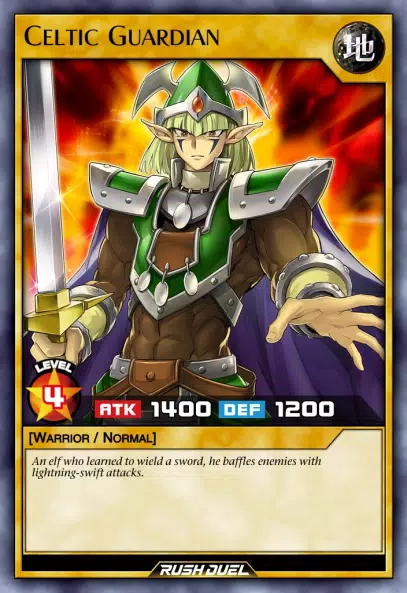 Celtic Guardian
地
LEVEL
4
ATK 1400 DEF 1200
[Warrior / Normal]
An elf who learned to wield a sword, he baffles enemies with
lightning-swift attacks.
RUSH DUEL